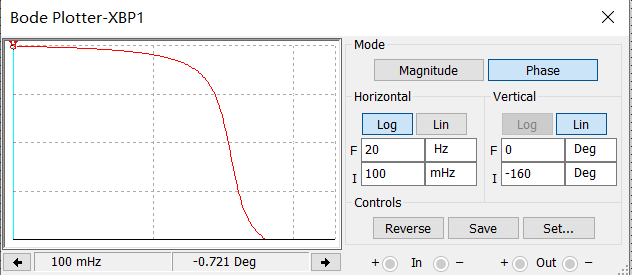 Bode Plotter-XBP1
Mode
Magnitude Phase
Horizontal Vertical
Log Lin Log Lin
F 20 Hz F 0 Deg
I 100 mHz I -160 Deg
Controls
Reverse Save Set...
100 mHz -0.721 Deg
+ In − + Out −